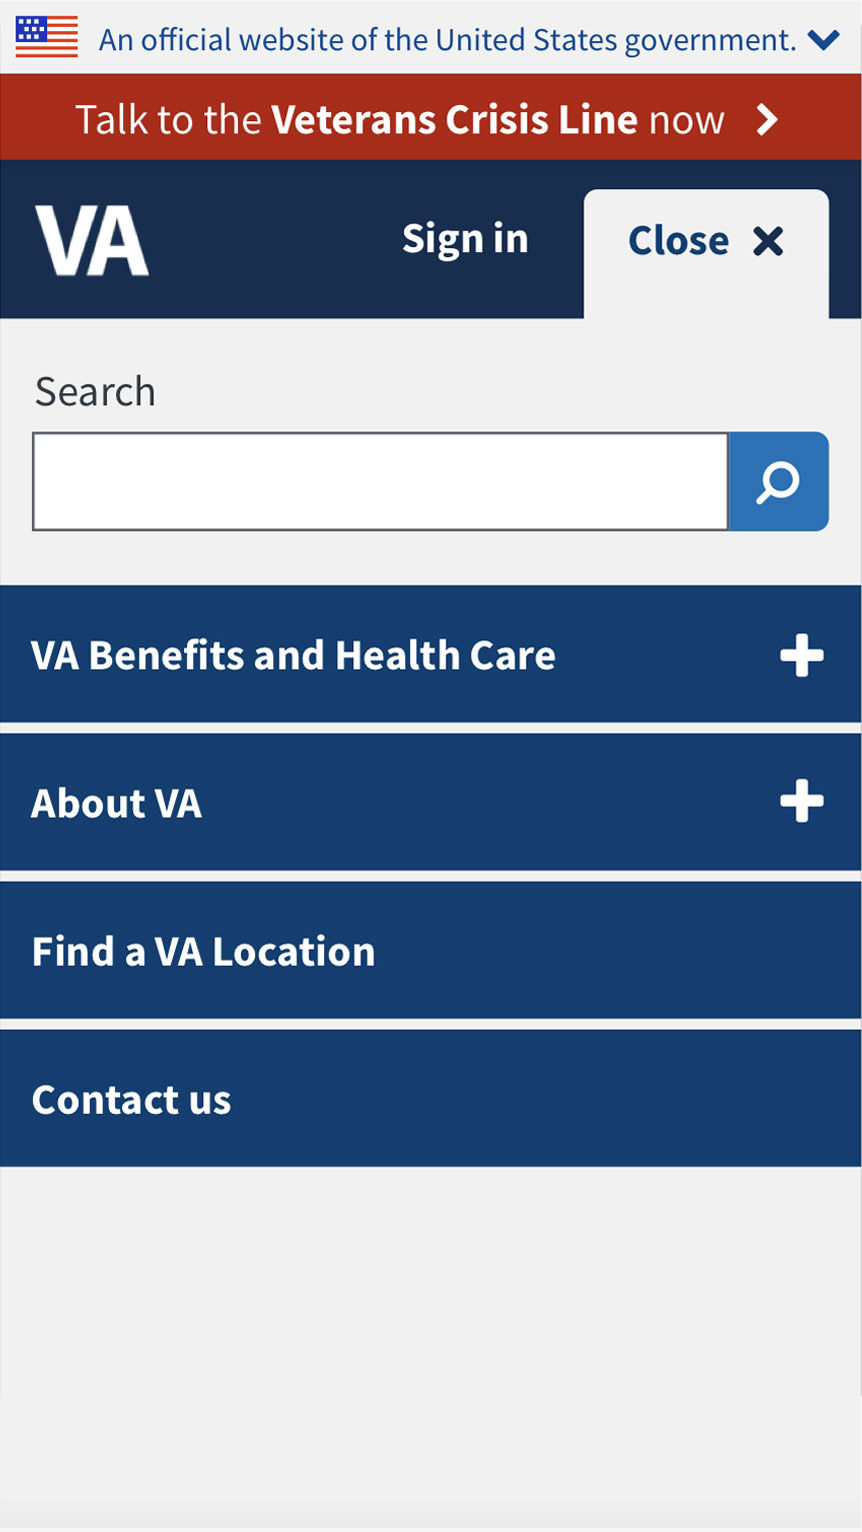 An official website of the United States government.
Talk to the Veterans Crisis Line now
VA
Sign in
Close
Search
VA Benefits and Health Care
About VA
Find a VA Location
Contact us